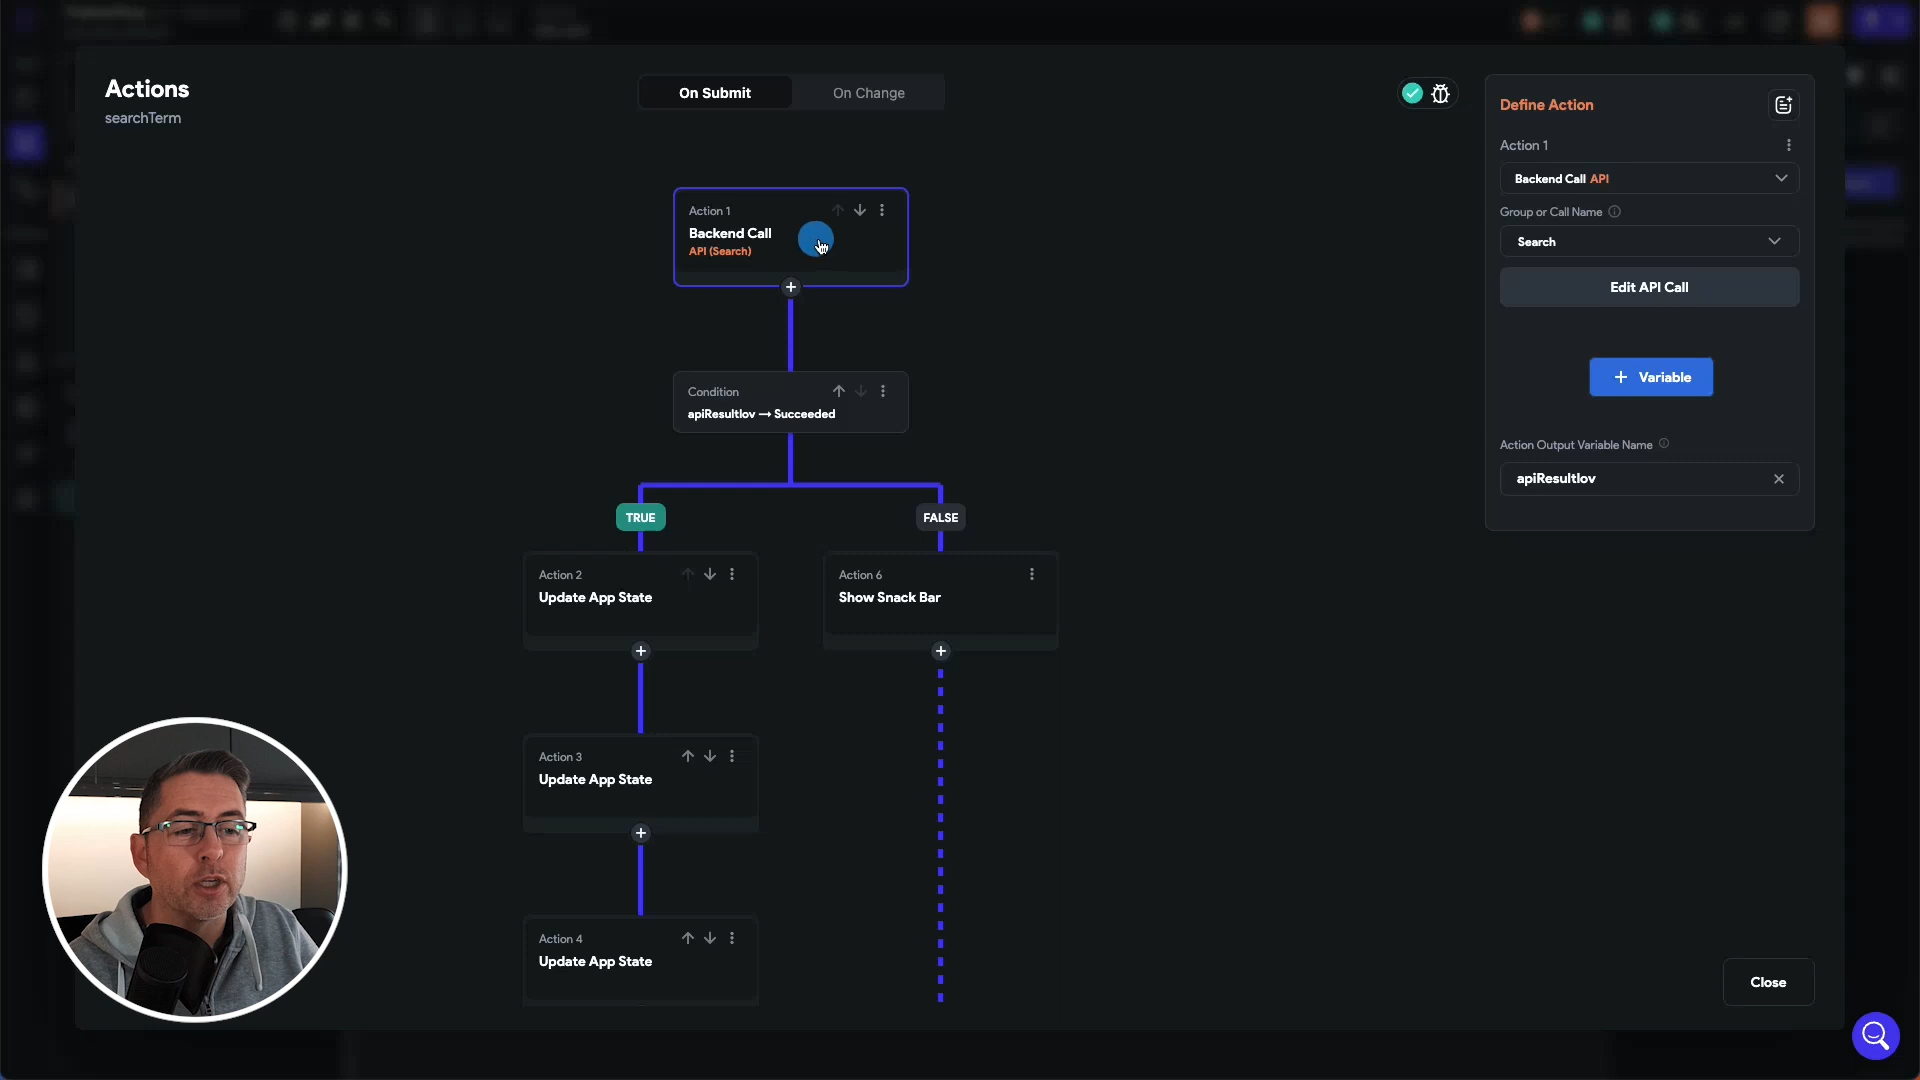 Actions
searchTerm
On Submit
On Change
Define Action
Action 1
Backend Call API
Group or Call Name
Search
Edit API Call
+ Variable
Action Output Variable Name
apiResultlov
Action 1
Backend Call
API (Search)
Condition
apiResultlov → Succeeded
TRUE
FALSE
Action 2
Update App State
Action 6
Show Snack Bar
Action 3
Update App State
Action 4
Update App State
Close